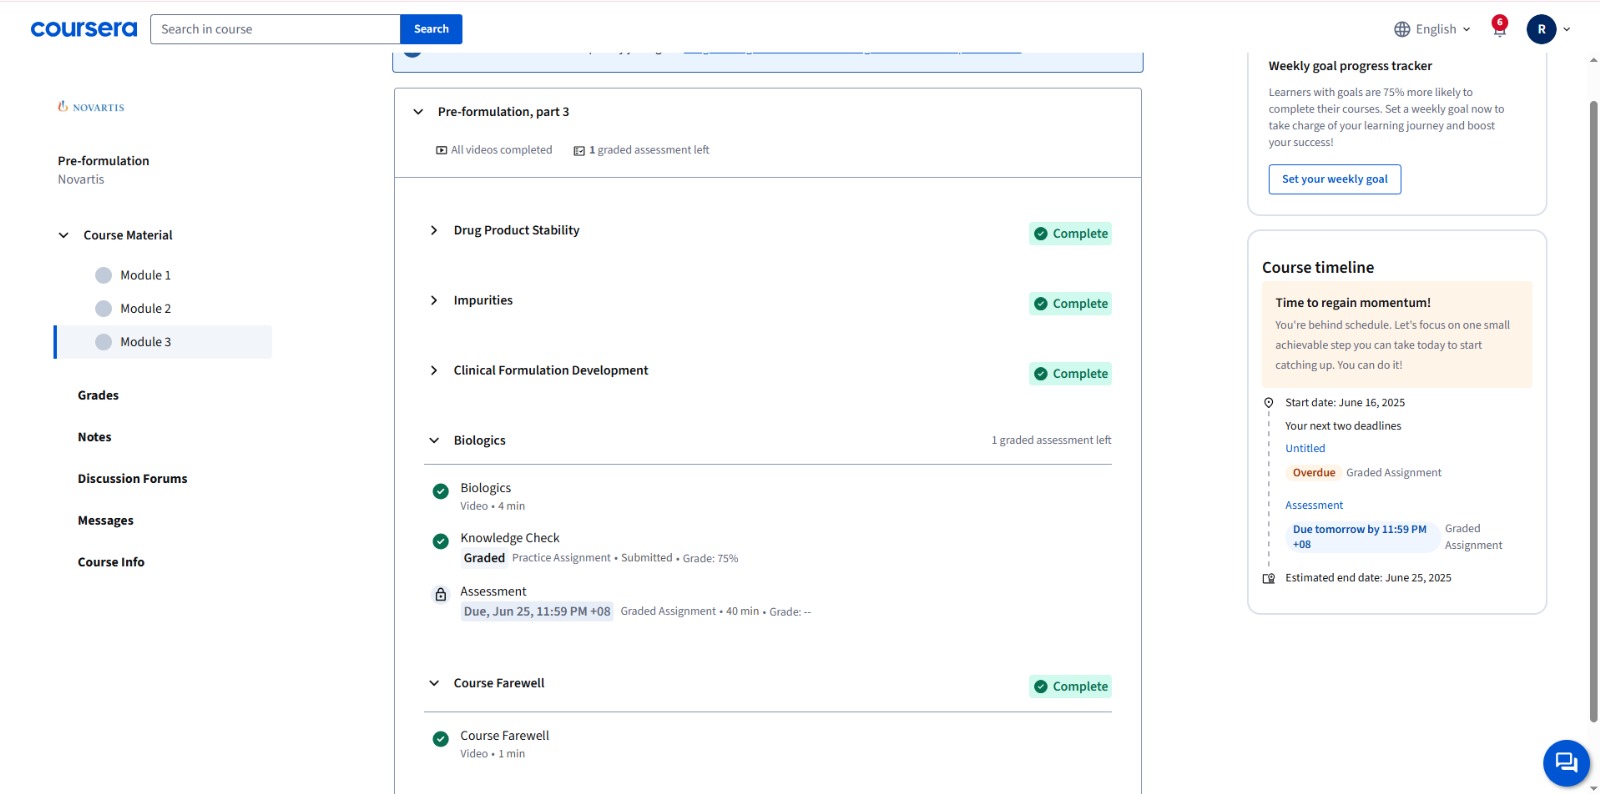 coursera
Search in course
Search
English
6
R
NOVARTIS
Pre-formulation
Novartis
Course Material
Module 1
Module 2
Module 3
Grades
Notes
Discussion Forums
Messages
Course Info
Pre-formulation, part 3
All videos completed
1 graded assessment left
Drug Product Stability
Complete
Impurities
Complete
Clinical Formulation Development
Complete
Biologics
1 graded assessment left
Biologics
Video • 4 min
Knowledge Check
Graded Practice Assignment • Submitted • Grade: 75%
Assessment
Due, Jun 25, 11:59 PM +08 Graded Assignment • 40 min • Grade: --
Course Farewell
Complete
Course Farewell
Video • 1 min
Weekly goal progress tracker
Learners with goals are 75% more likely to
complete their courses. Set a weekly goal now to
take charge of your learning journey and boost
your success!
Set your weekly goal
Course timeline
Time to regain momentum!
You're behind schedule. Let's focus on one small
achievable step you can take today to start
catching up. You can do it!
Start date: June 16, 2025
Your next two deadlines
Untitled
Overdue Graded Assignment
Assessment
Due tomorrow by 11:59 PM
+08
Graded
Assignment
Estimated end date: June 25, 2025